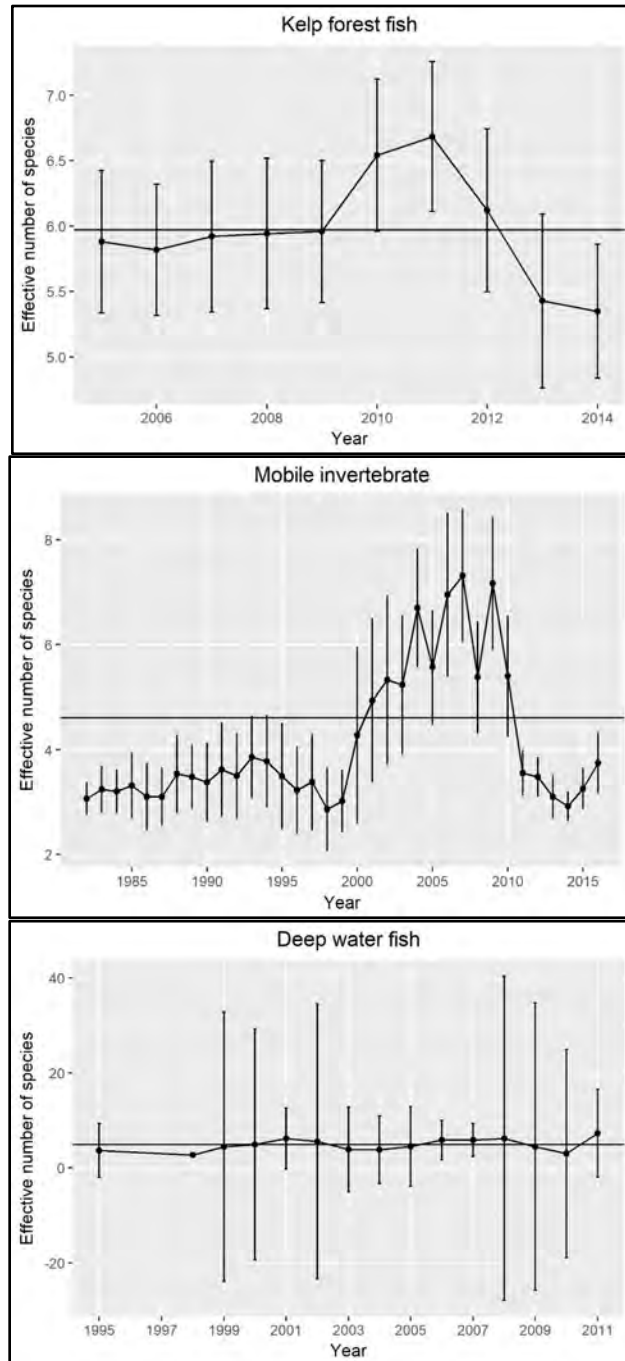 Kelp forest fish
Effective number of species
7.0
6.5
6.0
5.5
5.0
2006 2008 2010 2012 2014
Year
Mobile invertebrate
Effective number of species
8
6
4
2
1985 1990 1995 2000 2005 2010 2015
Year
Deep water fish
Effective number of species
40
20
0
-20
1995 1997 1999 2001 2003 2005 2007 2009 2011
Year